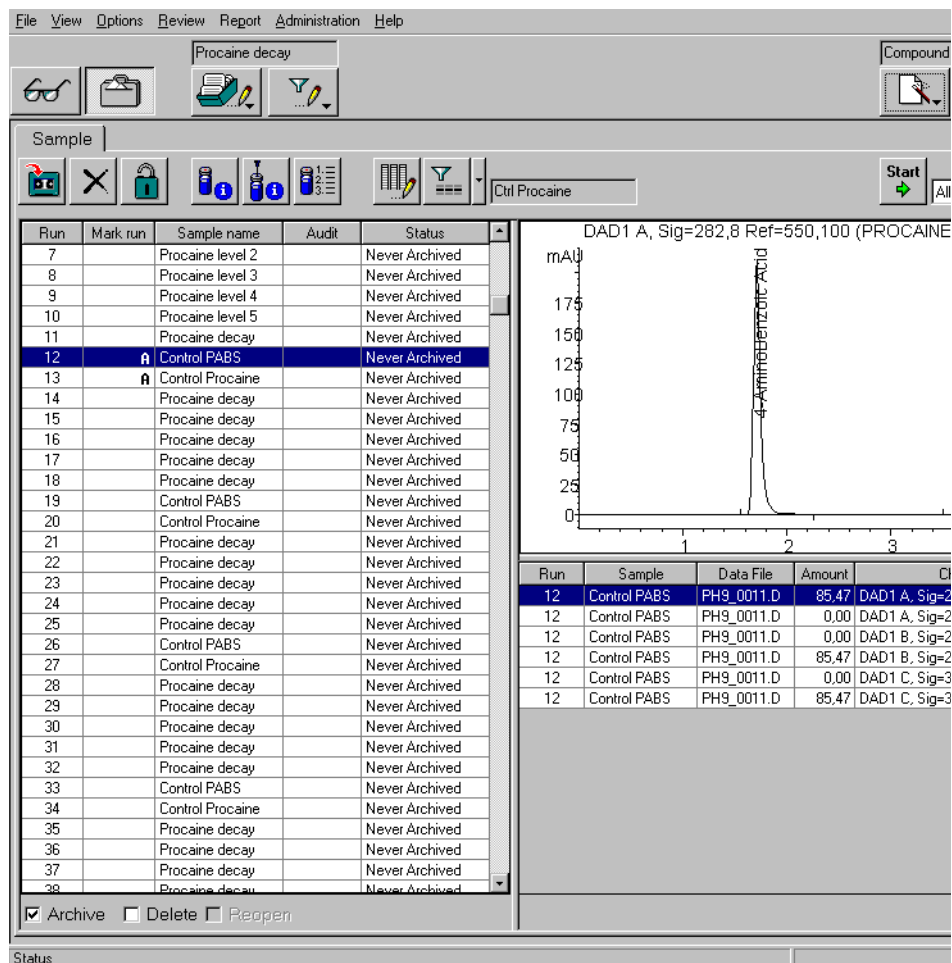 File View Options Review Report Administration Help
Procaine decay
Compound
Sample
Ctrl Procaine
Start
All
Run Mark run Sample name Audit Status
7 Procaine level 2 Never Archived
8 Procaine level 3 Never Archived
9 Procaine level 4 Never Archived
10 Procaine level 5 Never Archived
11 Procaine decay Never Archived
12 A Control PABS Never Archived
13 A Control Procaine Never Archived
14 Procaine decay Never Archived
15 Procaine decay Never Archived
16 Procaine decay Never Archived
17 Procaine decay Never Archived
18 Procaine decay Never Archived
19 Control PABS Never Archived
20 Control Procaine Never Archived
21 Procaine decay Never Archived
22 Procaine decay Never Archived
23 Procaine decay Never Archived
24 Procaine decay Never Archived
25 Procaine decay Never Archived
26 Control PABS Never Archived
27 Control Procaine Never Archived
28 Procaine decay Never Archived
29 Procaine decay Never Archived
30 Procaine decay Never Archived
31 Procaine decay Never Archived
32 Procaine decay Never Archived
33 Control PABS Never Archived
34 Control Procaine Never Archived
35 Procaine decay Never Archived
36 Procaine decay Never Archived
37 Procaine decay Never Archived
38 Procaine decay Never Archived
Archive Delete Reopen
DAD1 A, Sig=282,8 Ref=550,100 (PROCAINE
mAU
175
150
125
100
75
50
25
0
4-AminoBenzoic Acid
1 2 3
Run Sample Data File Amount Ch
12 Control PABS PH9_0011.D 85,47 DAD1 A, Sig=2
12 Control PABS PH9_0011.D 0,00 DAD1 A, Sig=2
12 Control PABS PH9_0011.D 0,00 DAD1 B, Sig=2
12 Control PABS PH9_0011.D 85,47 DAD1 B, Sig=2
12 Control PABS PH9_0011.D 0,00 DAD1 C, Sig=3
12 Control PABS PH9_0011.D 85,47 DAD1 C, Sig=3
Status